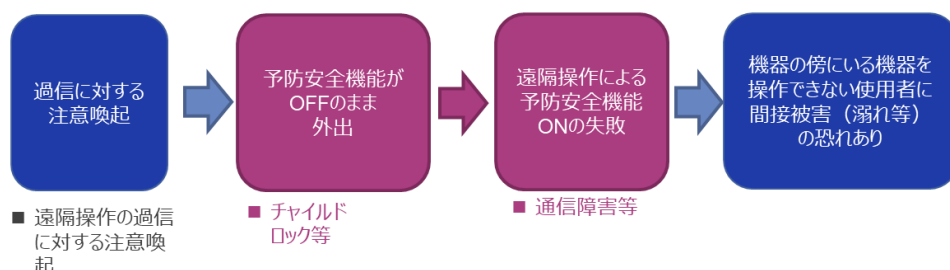 過信に対する
注意喚起
予防安全機能が
OFFのまま
外出
遠隔操作による
予防安全機能
ONの失敗
機器の傍にいる機器を
操作できない使用者に
間接被害（溺れ等）
の恐れあり
■ 遠隔操作の過信
に対する注意喚
起
■ チャイルド
ロック等
■ 通信障害等